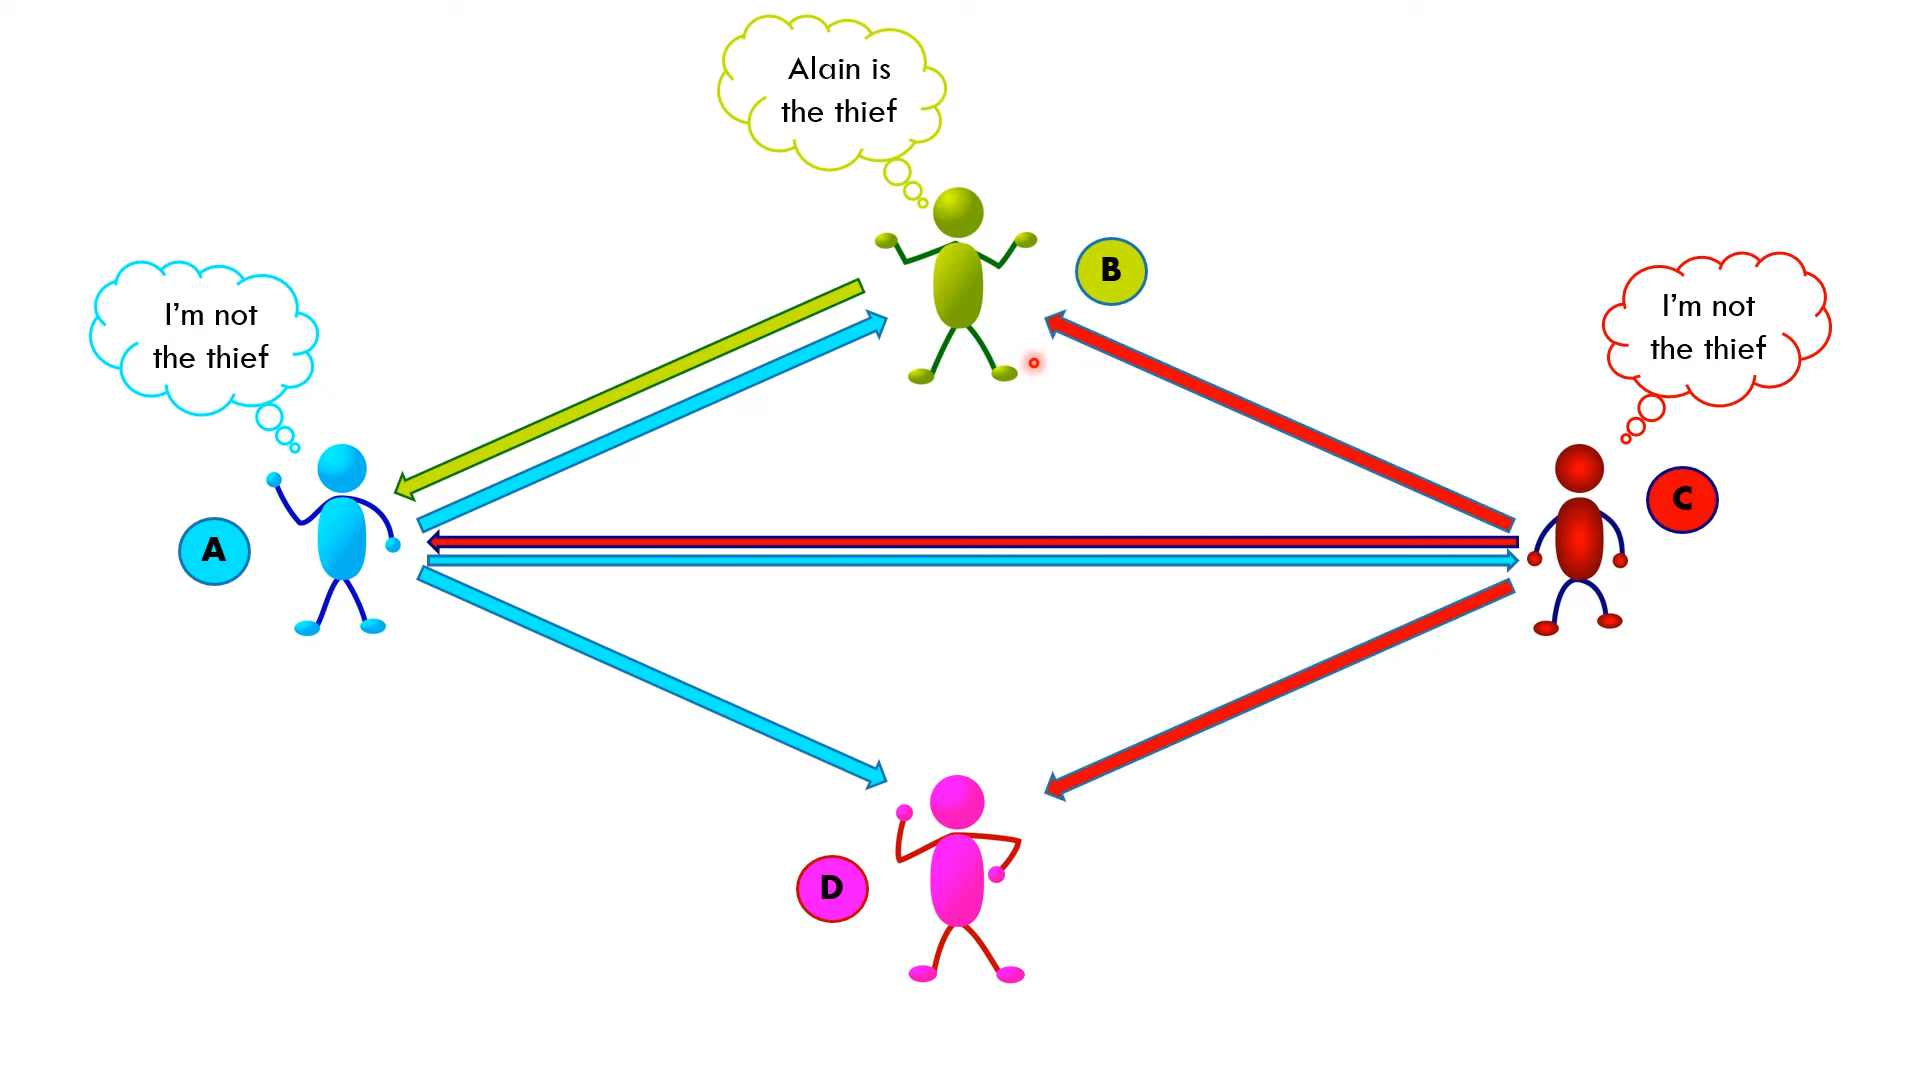 Alain is
the thief
B
I'm not
the thief
I'm not
the thief
A
C
D